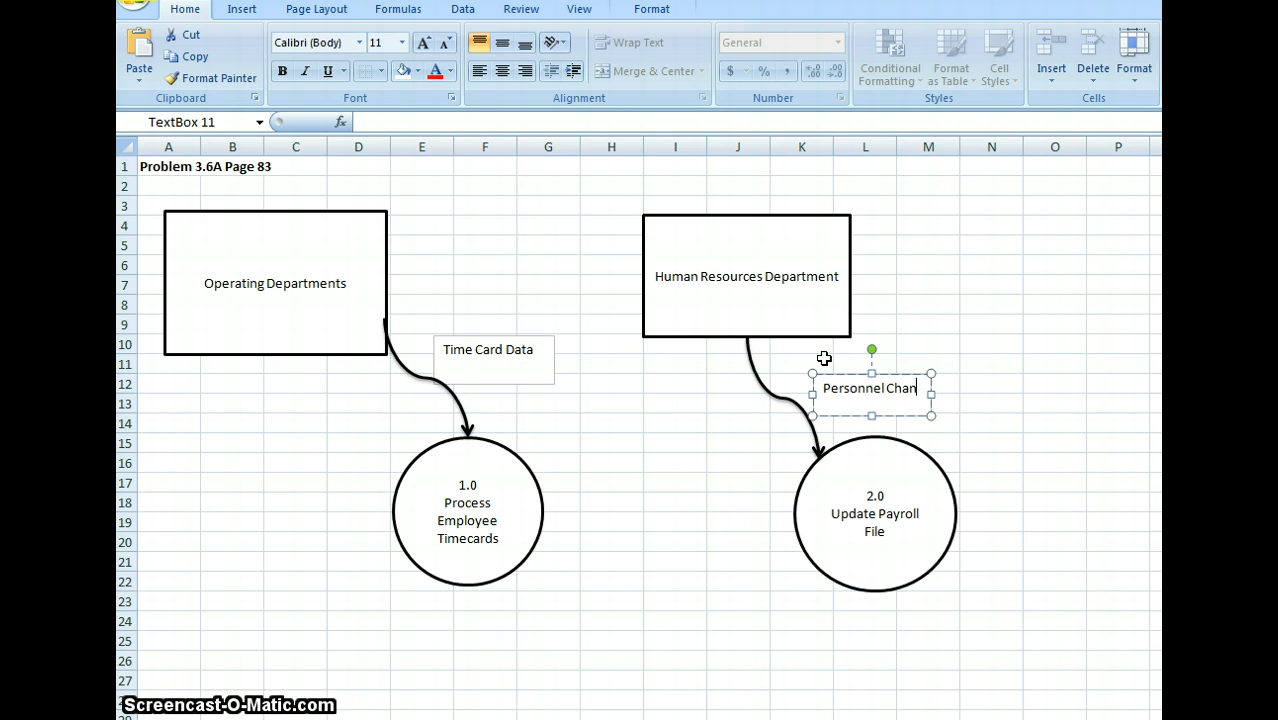 Home Insert Page Layout Formulas Data Review View Format
Paste
Cut
Copy
Format Painter
Clipboard
Calibri (Body) 11 A A
B I U A
Font
Wrap Text
Merge & Center
Alignment
General
$ % , .0 .00 .00 .0
Number
Conditional Formatting
Format as Table
Cell Styles
Styles
Insert Delete Format
Cells
TextBox 11 fx
A B C D E F G H I J K L M N O P
1 Problem 3.6A Page 83
2
3
4
5
6
7
8
9
10
11
12
13
14
15
16
17
18
19
20
21
22
23
24
25
26
27
Operating Departments
Human Resources Department
Time Card Data
Personnel Chan
1.0
Process
Employee
Timecards
2.0
Update Payroll
File
Screencast-O-Matic.com